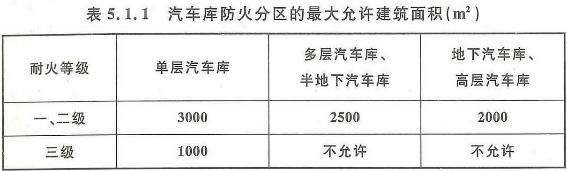 表 5.1.1 汽车库防火分区的最大允许建筑面积(m²)
耐火等级 单层汽车库 多层汽车库、半地下汽车库 地下汽车库、高层汽车库
一、二级 3000 2500 2000
三级 1000 不允许 不允许